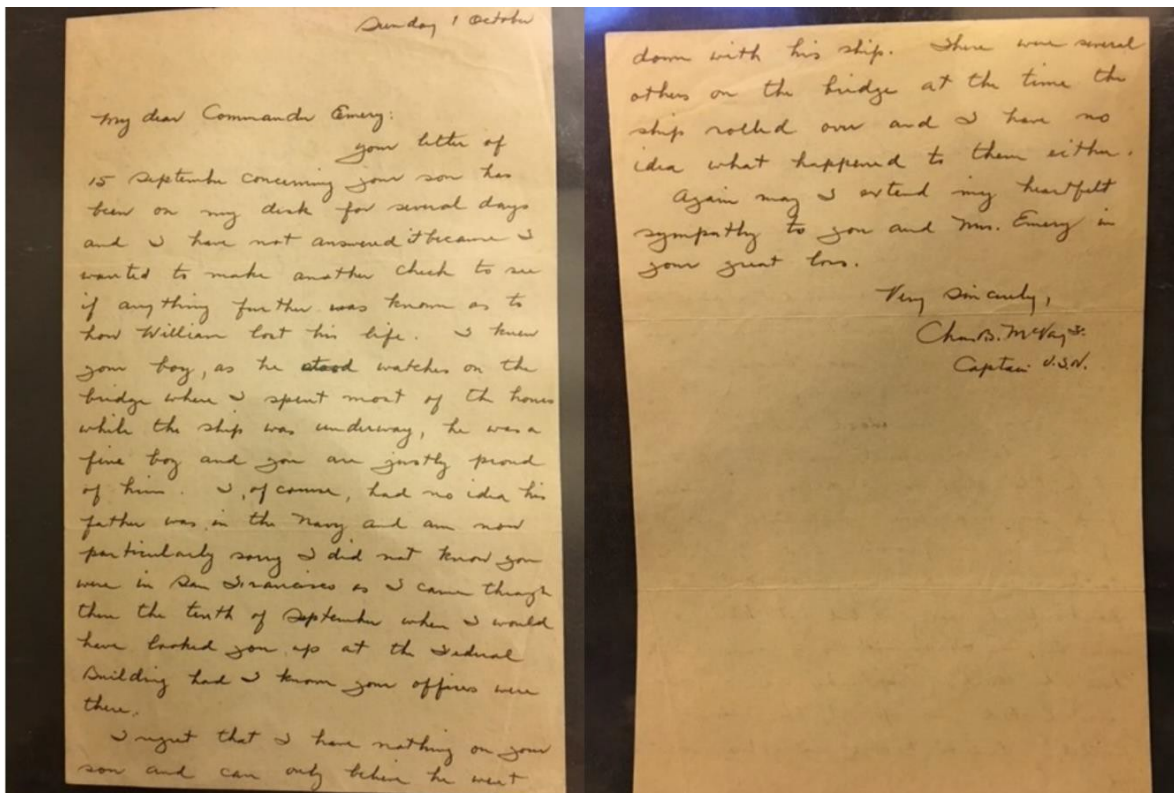 Sunday 1 October
My dear Commander Emery:
your letter of
15 September concerning your son has
been on my desk for several days
and I have not answered it because I
wanted to make another check to see
if anything further was known as to
how William lost his life. I knew
your boy, as he stood watches on the
bridge where I spent most of the hours
while the ship was underway, he was a
fine boy and you are justly proud
of him. I, of course, had no idea his
father was in the Navy and am now
particularly sorry I did not know you
were in San Francisco as I came through
there the tenth of September when I would
have looked you up at the Federal
Building had I known your offices were
there.
I regret that I have nothing on your
son and can only believe he went
down with his ship. There were several
others on the bridge at the time the
ship rolled over and I have no
idea what happened to them either.
Again may I extend my heartfelt
sympathy to you and Mrs. Emery in
your great loss.
Very Sincerely,
Chas. B. McVay 3.
Captain U.S.N.